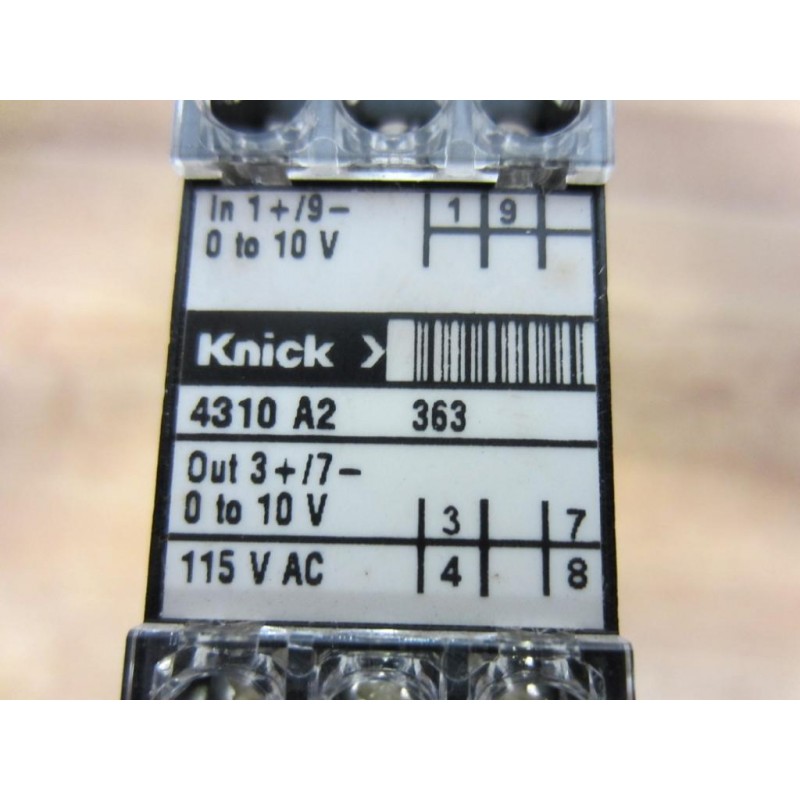 In 1+/9- 1 9
0 to 10 V
Knick >
4310 A2 363
Out 3+/7-
0 to 10 V 3 7
115 V AC 4 8